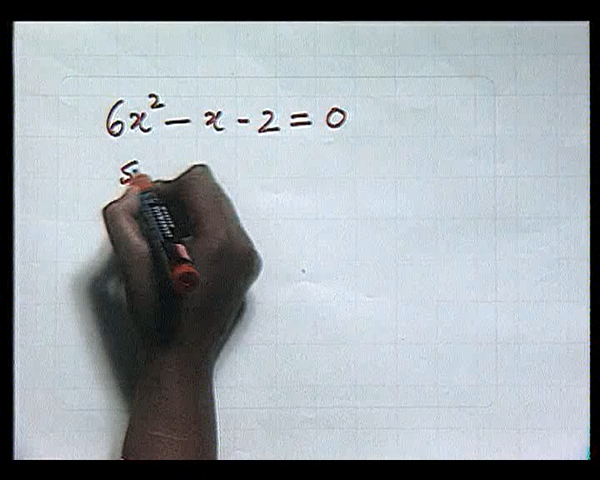 6x² - x - 2 = 0